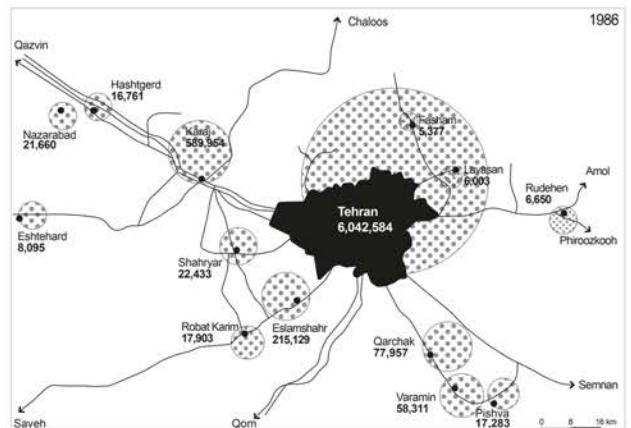 1986
Chaloos
Qazvin
Hashtgerd
16,761
Nazarabad
21,660
Karaj
589,954
Fasham
5,377
Layasan
6,003
Amol
Rudehen
6,650
Phiroozkooh
Tehran
6,042,584
Eshtehard
8,095
Shahryar
22,433
Robat Karim
17,903
Eslamshahr
215,129
Qarchak
77,957
Varamin
58,311
Pishva
17,283
Semnan
Saveh
Qom
0 8 16 km